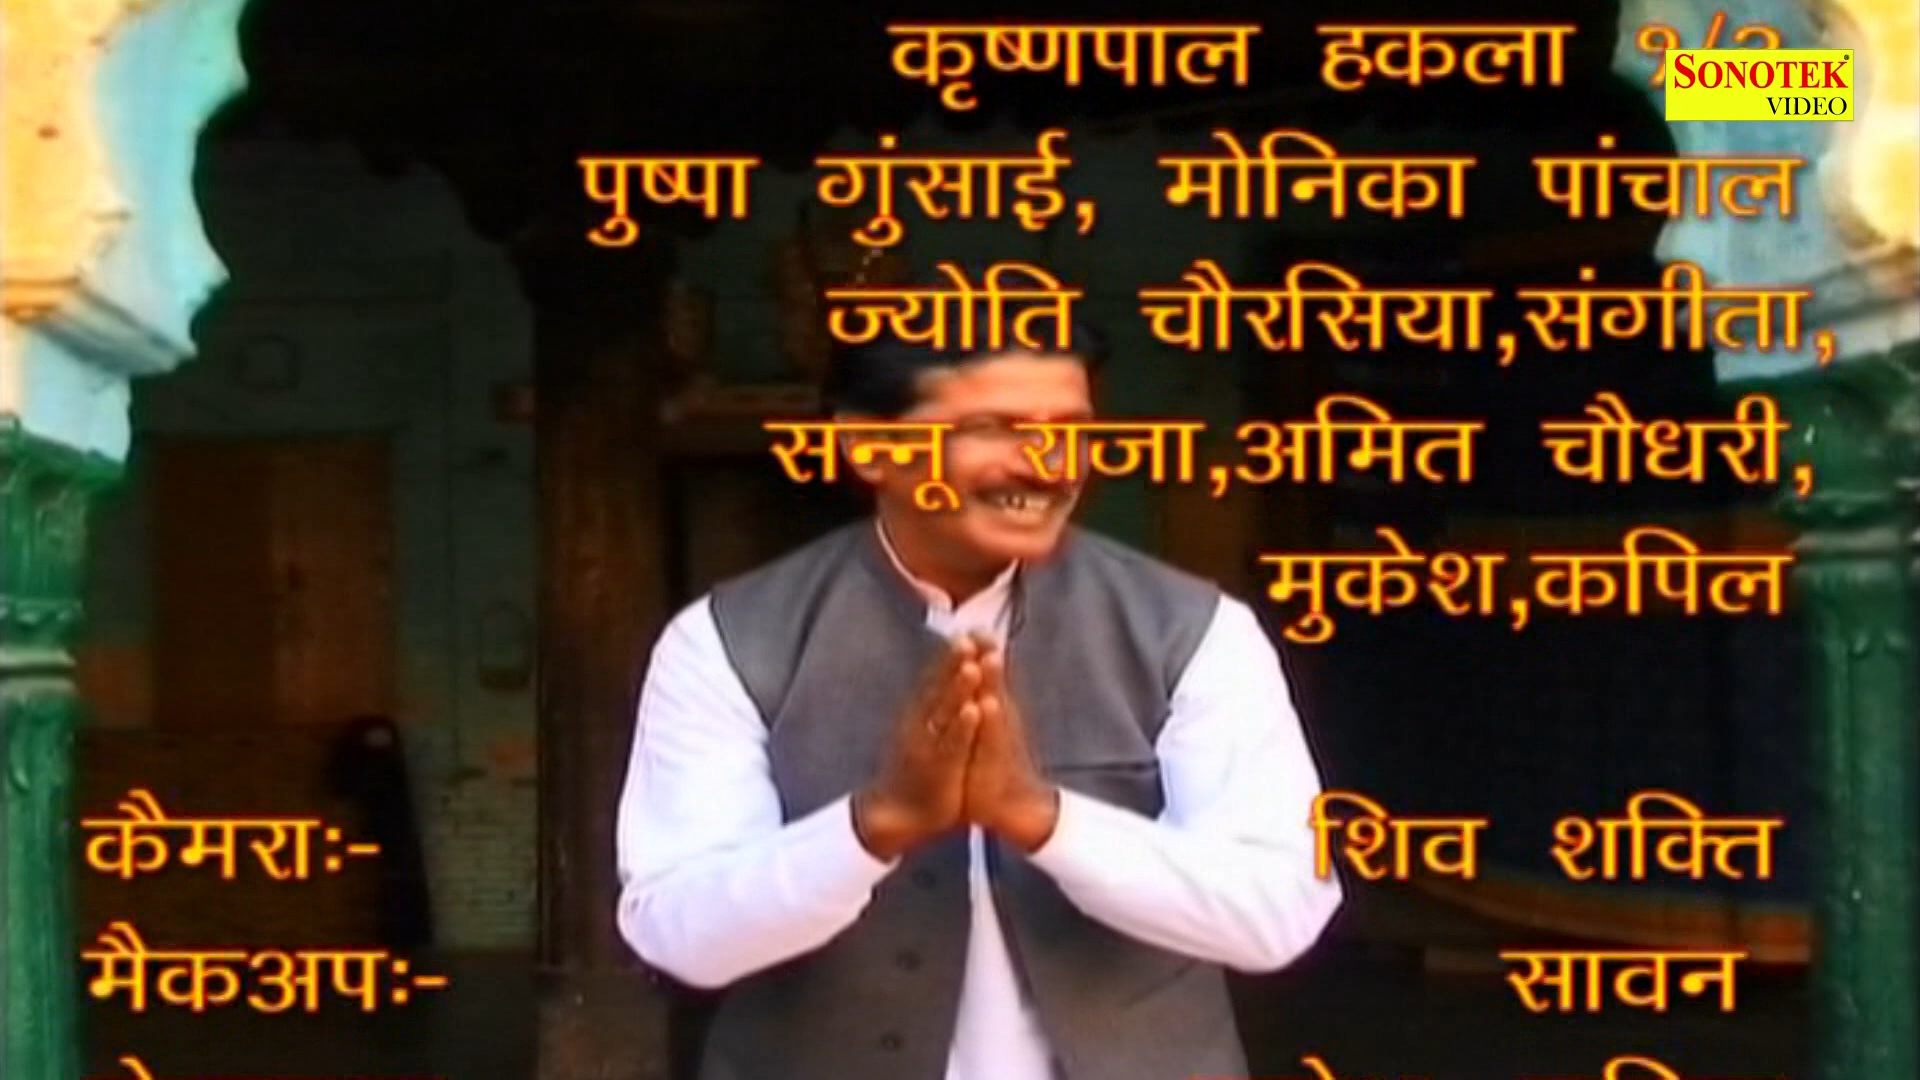 कृष्णपाल हकला
SONOTEK
VIDEO
पुष्पा गुंसाई, मोनिका पांचाल
ज्योति चौरसिया,संगीता,
सन्नू राजा,अमित चौधरी,
मुकेश,कपिल
कैमराः- शिव शक्ति
मैकअपः- सावन